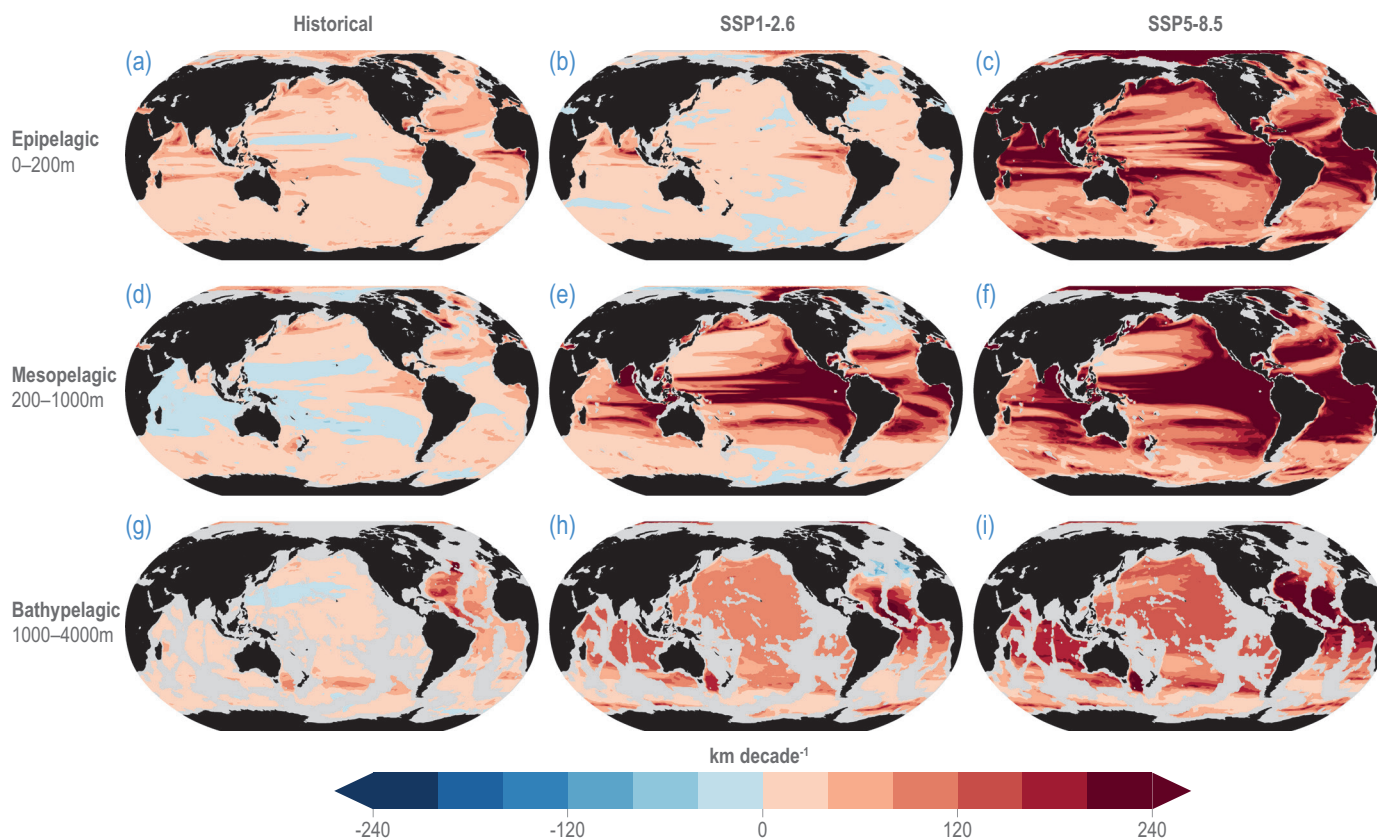 Historical
SSP1-2.6
SSP5-8.5
(a)
(b)
(c)
Epipelagic
0–200m
(d)
(e)
(f)
Mesopelagic
200–1000m
(g)
(h)
(i)
Bathypelagic
1000–4000m
km decade⁻¹
-240
-120
0
120
240